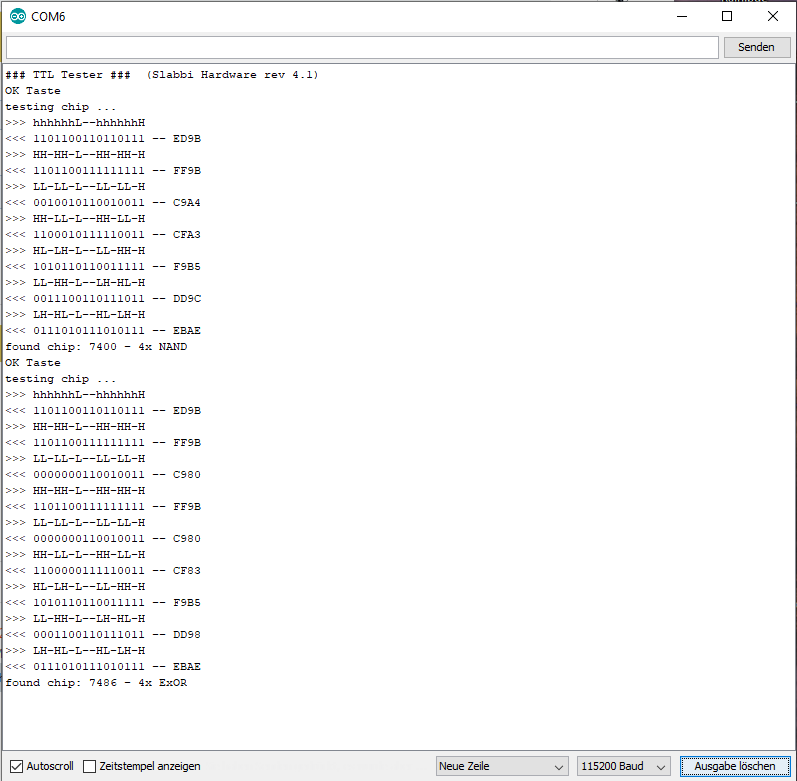 COM6
Senden
### TTL Tester ###  (Slabbi Hardware rev 4.1)
OK Taste
testing chip ...
>>> hhhhhhL--hhhhhhH
<<< 1101100110110111 -- ED9B
>>> HH-HH-L--HH-HH-H
<<< 1101100111111111 -- FF9B
>>> LL-LL-L--LL-LL-H
<<< 0010010110010011 -- C9A4
>>> HH-LL-L--HH-LL-H
<<< 1100010111110011 -- CFA3
>>> HL-LH-L--LL-HH-H
<<< 1010110110011111 -- F9B5
>>> LL-HH-L--LH-HL-H
<<< 0011100110111011 -- DD9C
>>> LH-HL-L--HL-LH-H
<<< 0111010111010111 -- EBAE
found chip: 7400 - 4x NAND
OK Taste
testing chip ...
>>> hhhhhhL--hhhhhhH
<<< 1101100110110111 -- ED9B
>>> HH-HH-L--HH-HH-H
<<< 1101100111111111 -- FF9B
>>> LL-LL-L--LL-LL-H
<<< 0000000110010011 -- C980
>>> HH-HH-L--HH-HH-H
<<< 1101100111111111 -- FF9B
>>> LL-LL-L--LL-LL-H
<<< 0000000110010011 -- C980
>>> HH-LL-L--HH-LL-H
<<< 1100000111110011 -- CF83
>>> HL-LH-L--LL-HH-H
<<< 1010110110011111 -- F9B5
>>> LL-HH-L--LH-HL-H
<<< 0001100110111011 -- DD98
>>> LH-HL-L--HL-LH-H
<<< 0111010111010111 -- EBAE
found chip: 7486 - 4x ExOR
Autoscroll Zeitstempel anzeigen Neue Zeile 115200 Baud Ausgabe löschen